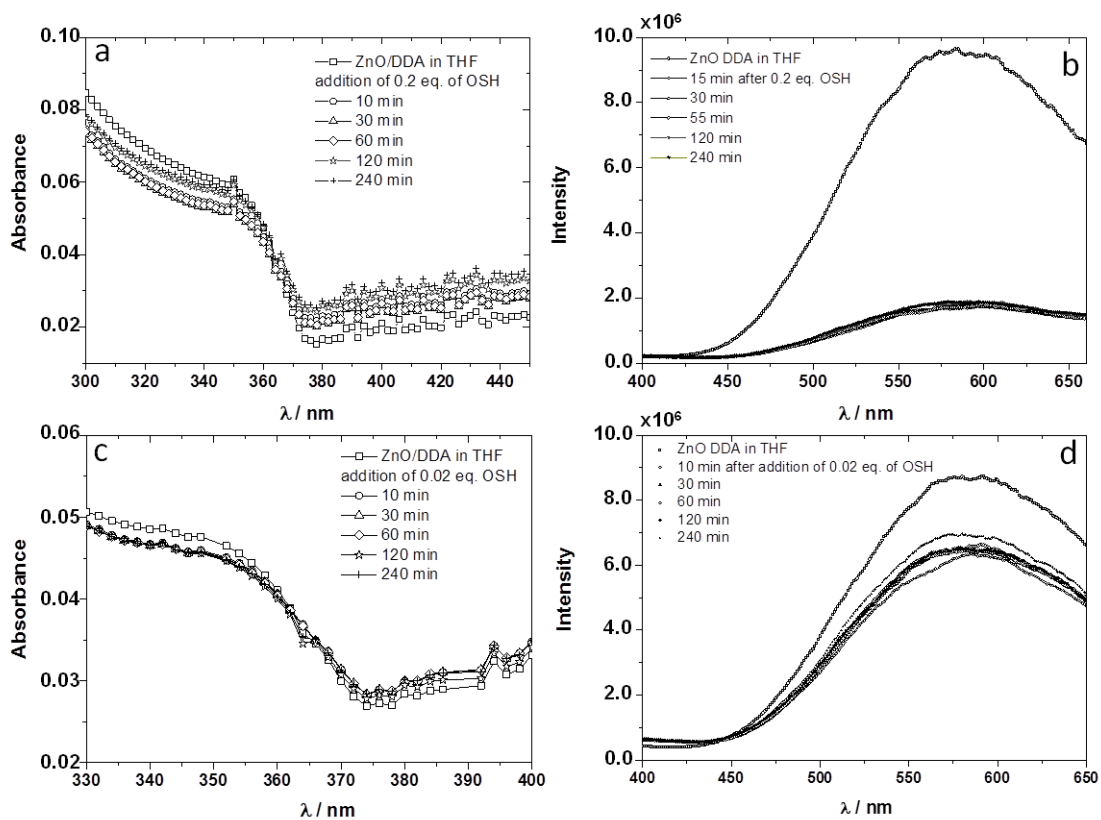 a
0.10
0.08
0.06
0.04
0.02
Absorbance
ZnO/DDA in THF
addition of 0.2 eq. of OSH
10 min
30 min
60 min
120 min
240 min
300 320 340 360 380 400 420 440
λ / nm
x10⁶
b
10.0
8.0
6.0
4.0
2.0
0.0
Intensity
ZnO DDA in THF
15 min after 0.2 eq. OSH
30 min
55 min
120 min
240 min
400 450 500 550 600 650
λ / nm
c
0.06
0.05
0.04
0.03
0.02
Absorbance
ZnO/DDA in THF
addition of 0.02 eq. of OSH
10 min
30 min
60 min
120 min
240 min
330 340 350 360 370 380 390 400
λ / nm
x10⁶
d
10.0
8.0
6.0
4.0
2.0
0.0
Intensity
ZnO DDA in THF
10 min after addition of 0.02 eq. of OSH
30 min
60 min
120 min
240 min
400 450 500 550 600 650
λ / nm